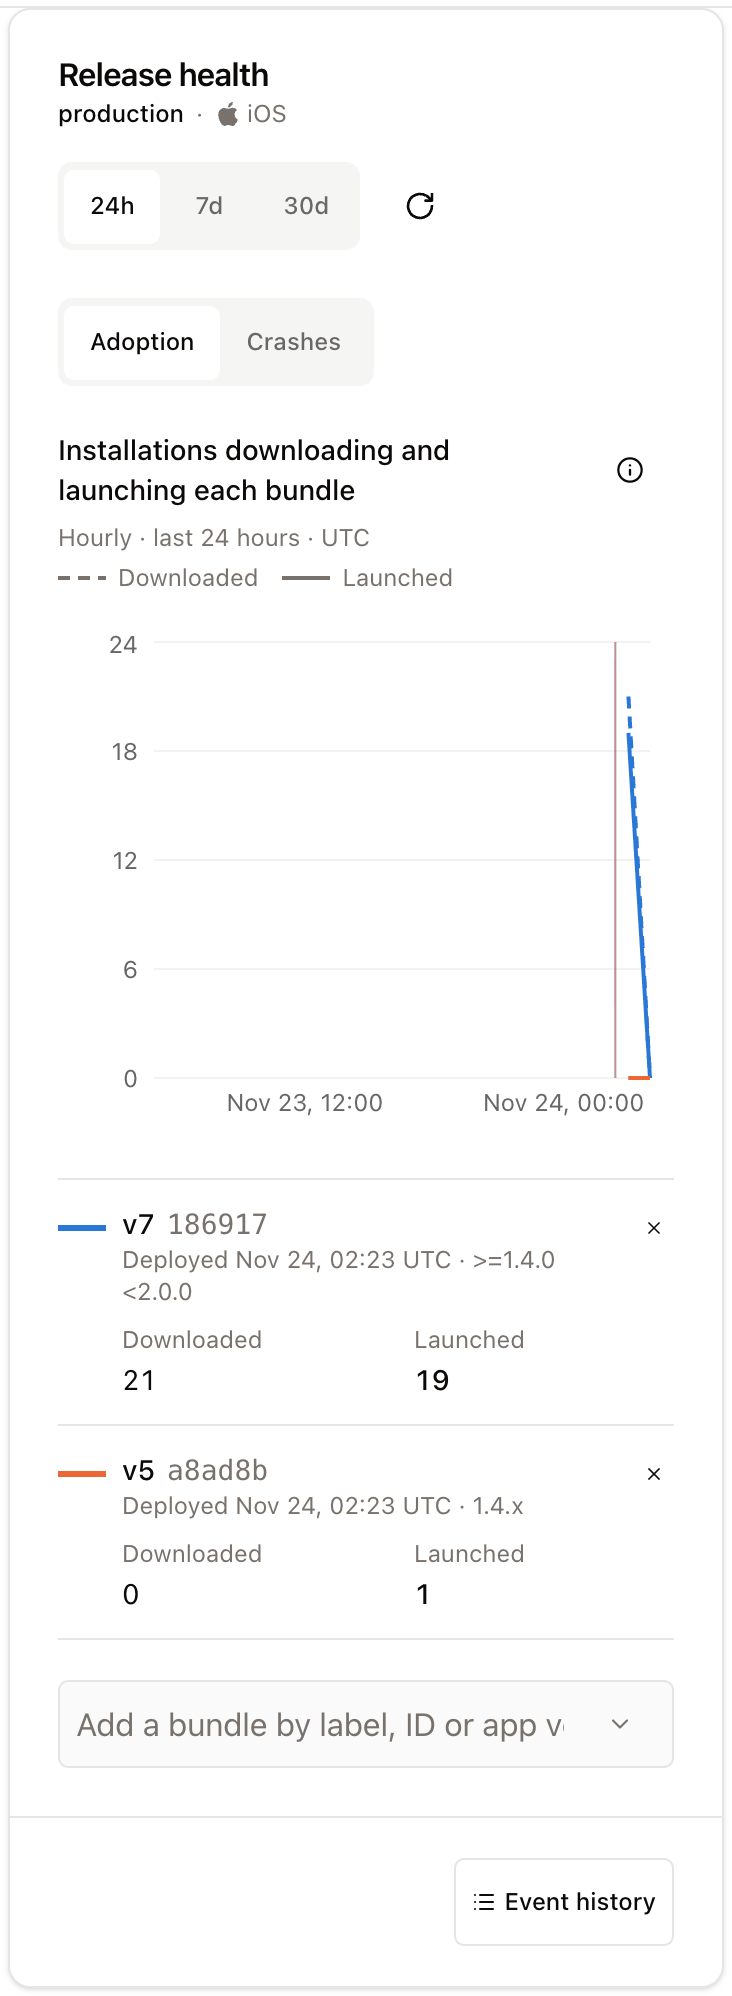 Release health
production · iOS
24h 7d 30d
Adoption Crashes
Installations downloading and
launching each bundle
Hourly · last 24 hours · UTC
Downloaded Launched
24
18
12
6
0
Nov 23, 12:00 Nov 24, 00:00
v7 186917
Deployed Nov 24, 02:23 UTC · >=1.4.0
<2.0.0
Downloaded Launched
21 19
v5 a8ad8b
Deployed Nov 24, 02:23 UTC · 1.4.x
Downloaded Launched
0 1
Add a bundle by label, ID or app
Event history